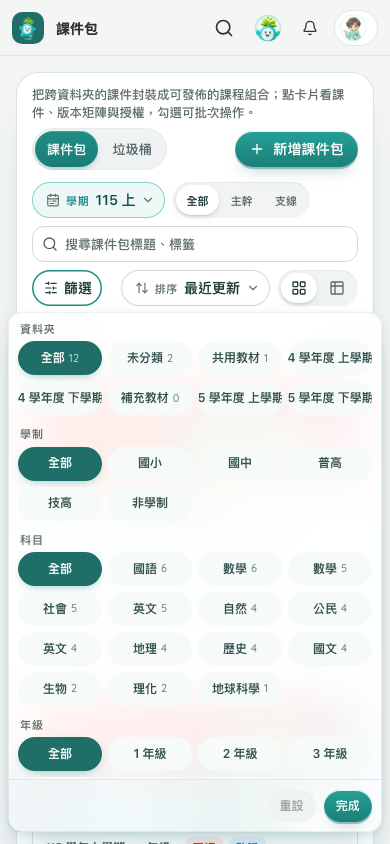 課件包
把跨資料夾的課件封裝成可發佈的課程組合；點卡片看課
件、版本矩陣與授權，勾選可批次操作。
課件包 垃圾桶 新增課件包
學期 115 上 全部 主幹 支線
搜尋課件包標題、標籤
篩選 排序 最近更新
資料夾
全部 12 未分類 2 共用教材 1 4 學年度 上學期
4 學年度 下學期 補充教材 0 5 學年度 上學期 5 學年度 下學期
學制
全部 國小 國中 普高
技高 非學制
科目
全部 國語 6 數學 6 數學 5
社會 5 英文 5 自然 4 公民 4
英文 4 地理 4 歷史 4 國文 4
生物 2 理化 2 地球科學 1
年級
全部 1 年級 2 年級 3 年級
重設 完成